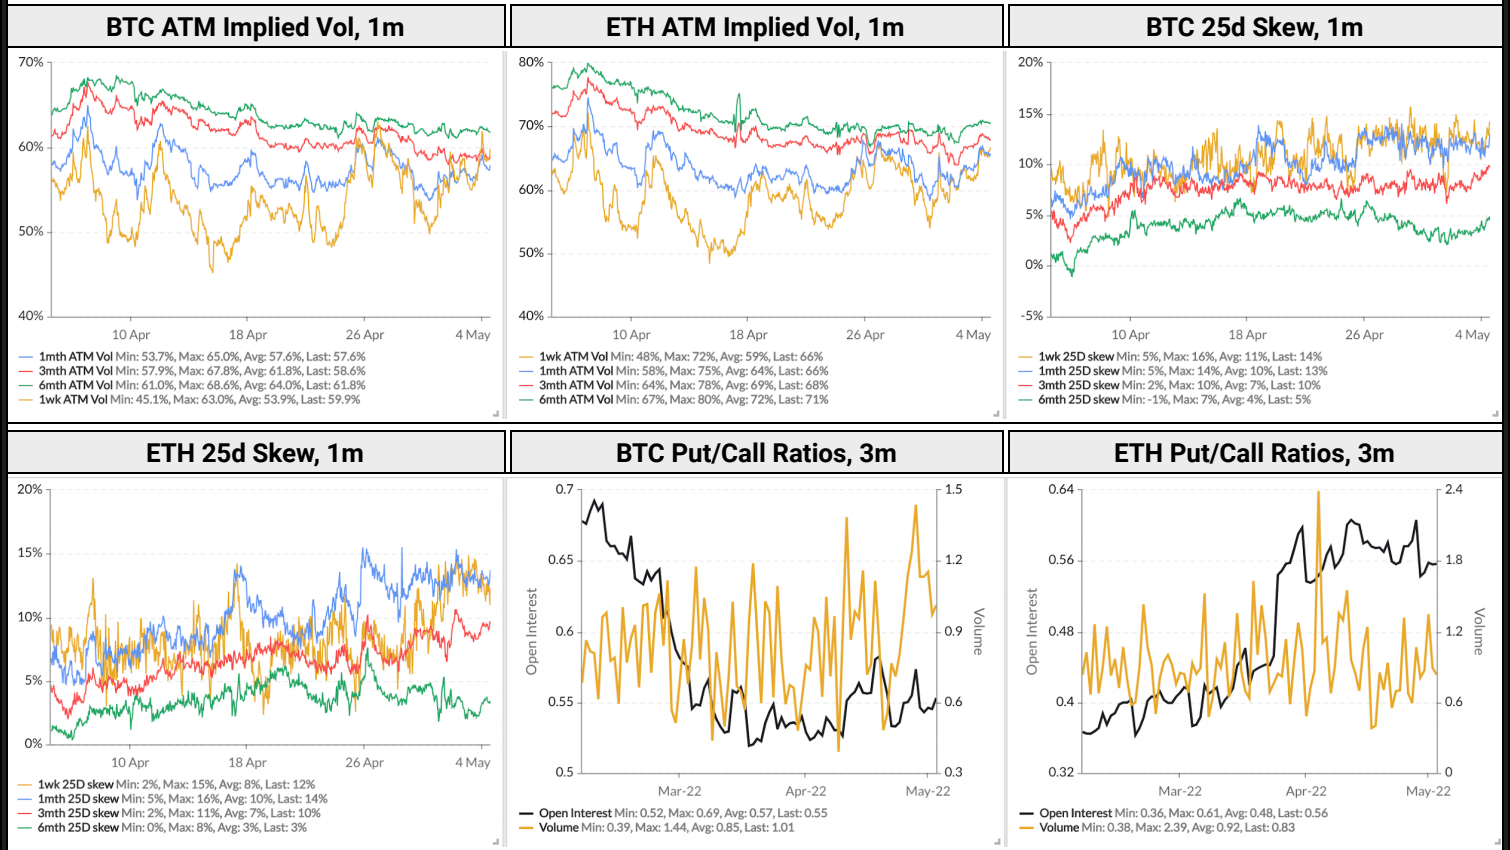 BTC ATM Implied Vol, 1m
70%
60%
50%
40%
10 Apr
18 Apr
26 Apr
4 May
1mth ATM Vol Min: 53.7%, Max: 65.0%, Avg: 57.6%, Last: 57.6%
3mth ATM Vol Min: 57.9%, Max: 67.8%, Avg: 61.8%, Last: 58.6%
6mth ATM Vol Min: 61.0%, Max: 68.6%, Avg: 64.0%, Last: 61.8%
1wk ATM Vol Min: 45.1%, Max: 63.0%, Avg: 53.9%, Last: 59.9%
ETH ATM Implied Vol, 1m
80%
70%
60%
50%
40%
10 Apr
18 Apr
26 Apr
4 May
1wk ATM Vol Min: 48%, Max: 72%, Avg: 59%, Last: 66%
1mth ATM Vol Min: 58%, Max: 75%, Avg: 64%, Last: 66%
3mth ATM Vol Min: 64%, Max: 78%, Avg: 69%, Last: 68%
6mth ATM Vol Min: 67%, Max: 80%, Avg: 72%, Last: 71%
BTC 25d Skew, 1m
20%
15%
10%
5%
0%
-5%
10 Apr
18 Apr
26 Apr
4 May
1wk 25D skew Min: 5%, Max: 16%, Avg: 11%, Last: 14%
1mth 25D skew Min: 5%, Max: 14%, Avg: 10%, Last: 13%
3mth 25D skew Min: 2%, Max: 10%, Avg: 7%, Last: 10%
6mth 25D skew Min: -1%, Max: 7%, Avg: 4%, Last: 5%
ETH 25d Skew, 1m
20%
15%
10%
5%
0%
10 Apr
18 Apr
26 Apr
4 May
1wk 25D skew Min: 2%, Max: 15%, Avg: 8%, Last: 12%
1mth 25D skew Min: 5%, Max: 16%, Avg: 10%, Last: 14%
3mth 25D skew Min: 2%, Max: 11%, Avg: 7%, Last: 10%
6mth 25D skew Min: 0%, Max: 8%, Avg: 3%, Last: 3%
BTC Put/Call Ratios, 3m
0.7
0.65
0.6
0.55
0.5
Open Interest
1.5
1.2
0.9
0.6
0.3
Volume
Mar-22
Apr-22
May-22
Open Interest Min: 0.52, Max: 0.69, Avg: 0.57, Last: 0.55
Volume Min: 0.39, Max: 1.44, Avg: 0.85, Last: 1.01
ETH Put/Call Ratios, 3m
0.64
0.56
0.48
0.4
0.32
Open Interest
2.4
1.8
1.2
0.6
0
Volume
Mar-22
Apr-22
May-22
Open Interest Min: 0.36, Max: 0.61, Avg: 0.48, Last: 0.56
Volume Min: 0.38, Max: 2.39, Avg: 0.92, Last: 0.83